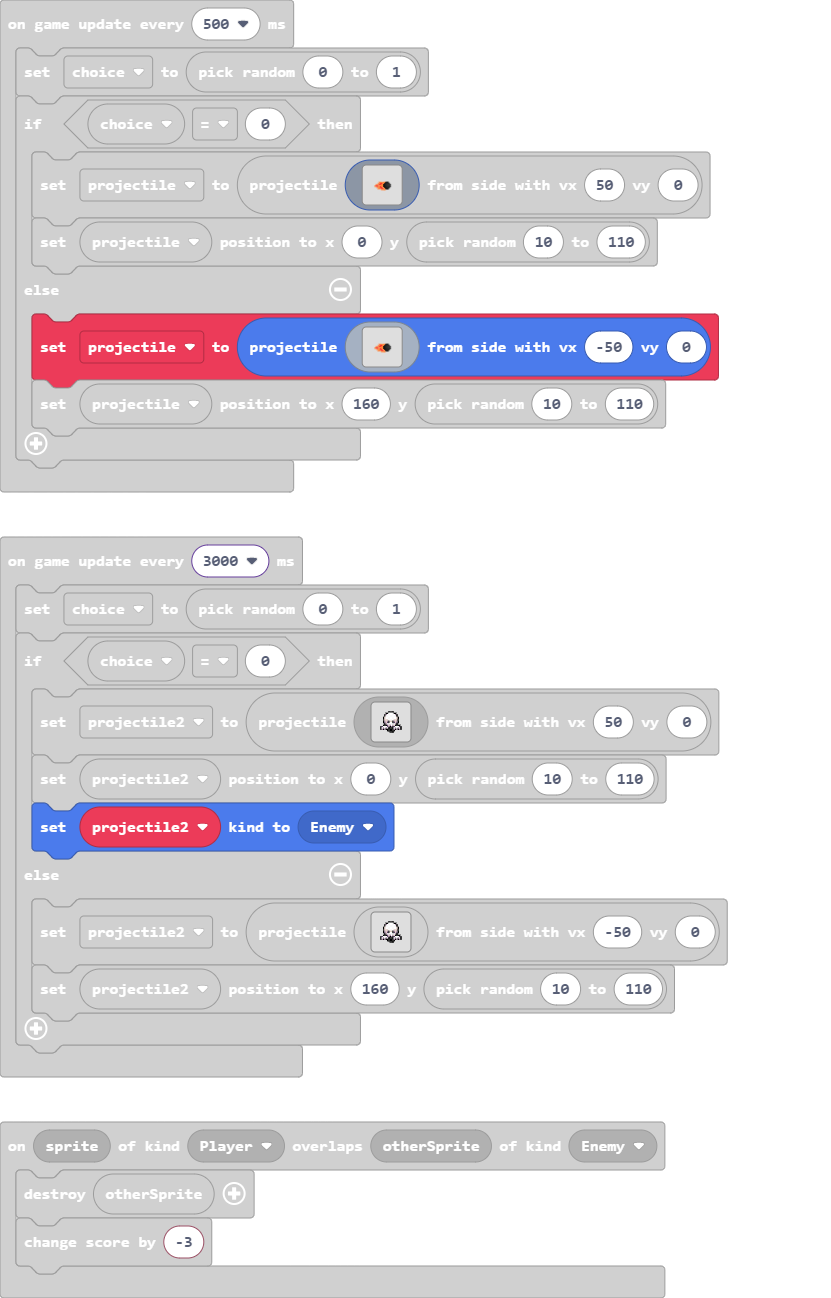 on game update every 500 ms
set choice to pick random 0 to 1
if choice = 0 then
set projectile to projectile from side with vx 50 vy 0
set projectile position to x 0 y pick random 10 to 110
else
set projectile to projectile from side with vx -50 vy 0
set projectile position to x 160 y pick random 10 to 110
on game update every 3000 ms
set choice to pick random 0 to 1
if choice = 0 then
set projectile2 to projectile from side with vx 50 vy 0
set projectile2 position to x 0 y pick random 10 to 110
set projectile2 kind to Enemy
else
set projectile2 to projectile from side with vx -50 vy 0
set projectile2 position to x 160 y pick random 10 to 110
on sprite of kind Player overlaps otherSprite of kind Enemy
destroy otherSprite
change score by -3